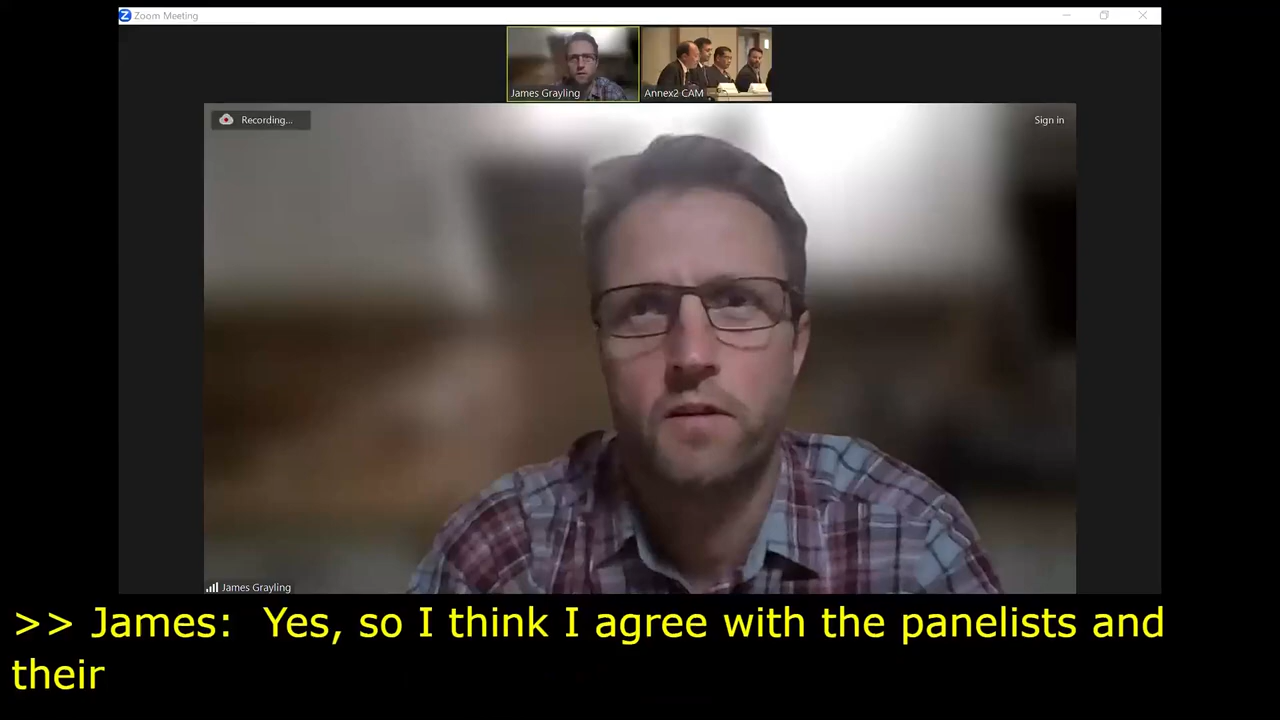 Zoom Meeting
James Grayling
Annex2 CAM
Recording...
Sign in
James Grayling
>> James:  Yes, so I think I agree with the panelists and
their